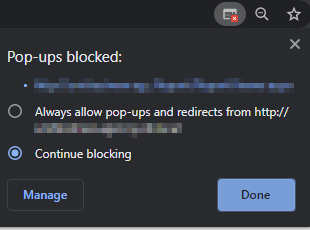 Pop-ups blocked:
Always allow pop-ups and redirects from http://
Continue blocking
Manage
Done